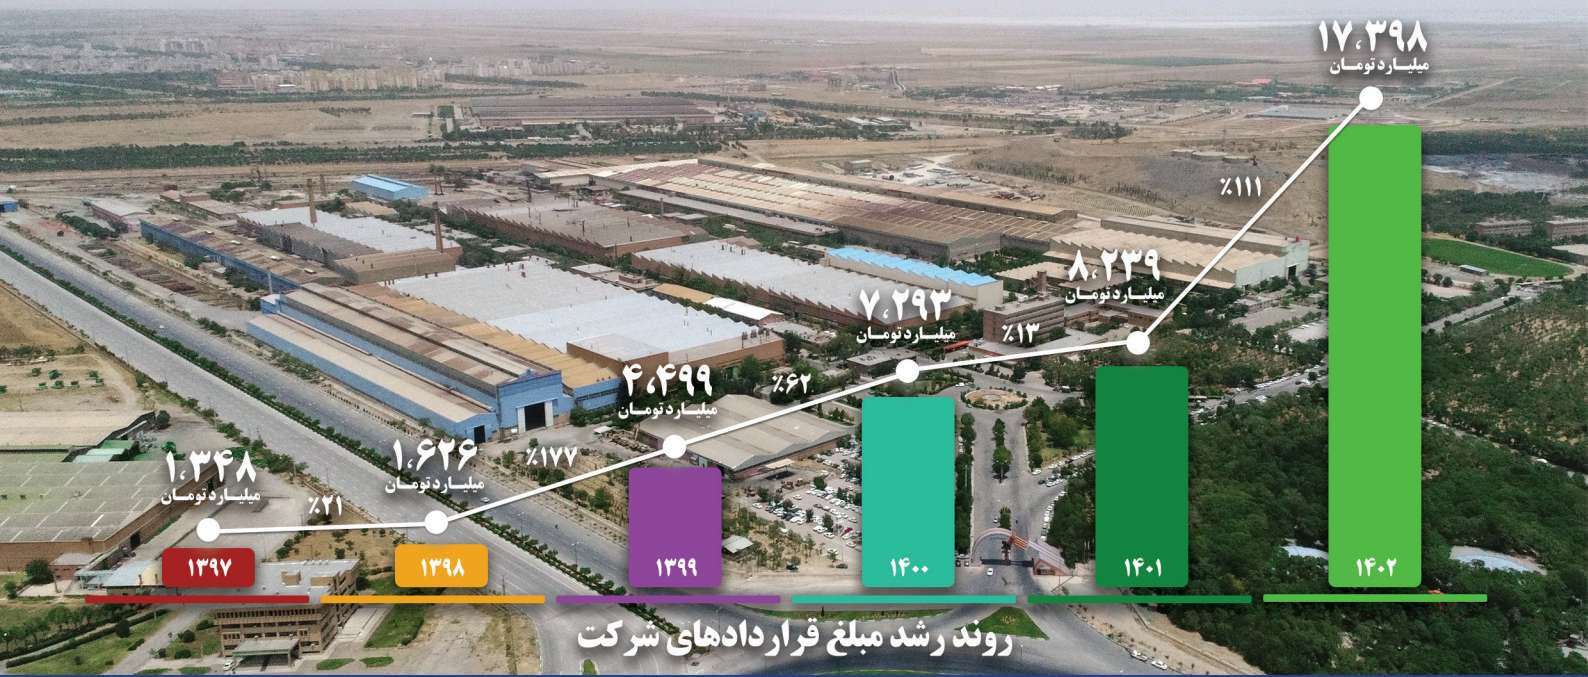 ۱,۳۴۸
میلیارد تومان
٪۲۱
۱,۶۲۶
میلیارد تومان
٪۱۷۷
۴,۴۹۹
میلیارد تومان
٪۶۲
۷,۲۹۳
میلیارد تومان
٪۱۳
۸,۲۳۹
میلیارد تومان
٪۱۱۱
۱۷,۳۹۸
میلیارد تومان
۱۳۹۷
۱۳۹۸
۱۳۹۹
۱۴۰۰
۱۴۰۱
۱۴۰۲
روند رشد مبلغ قراردادهای شرکت